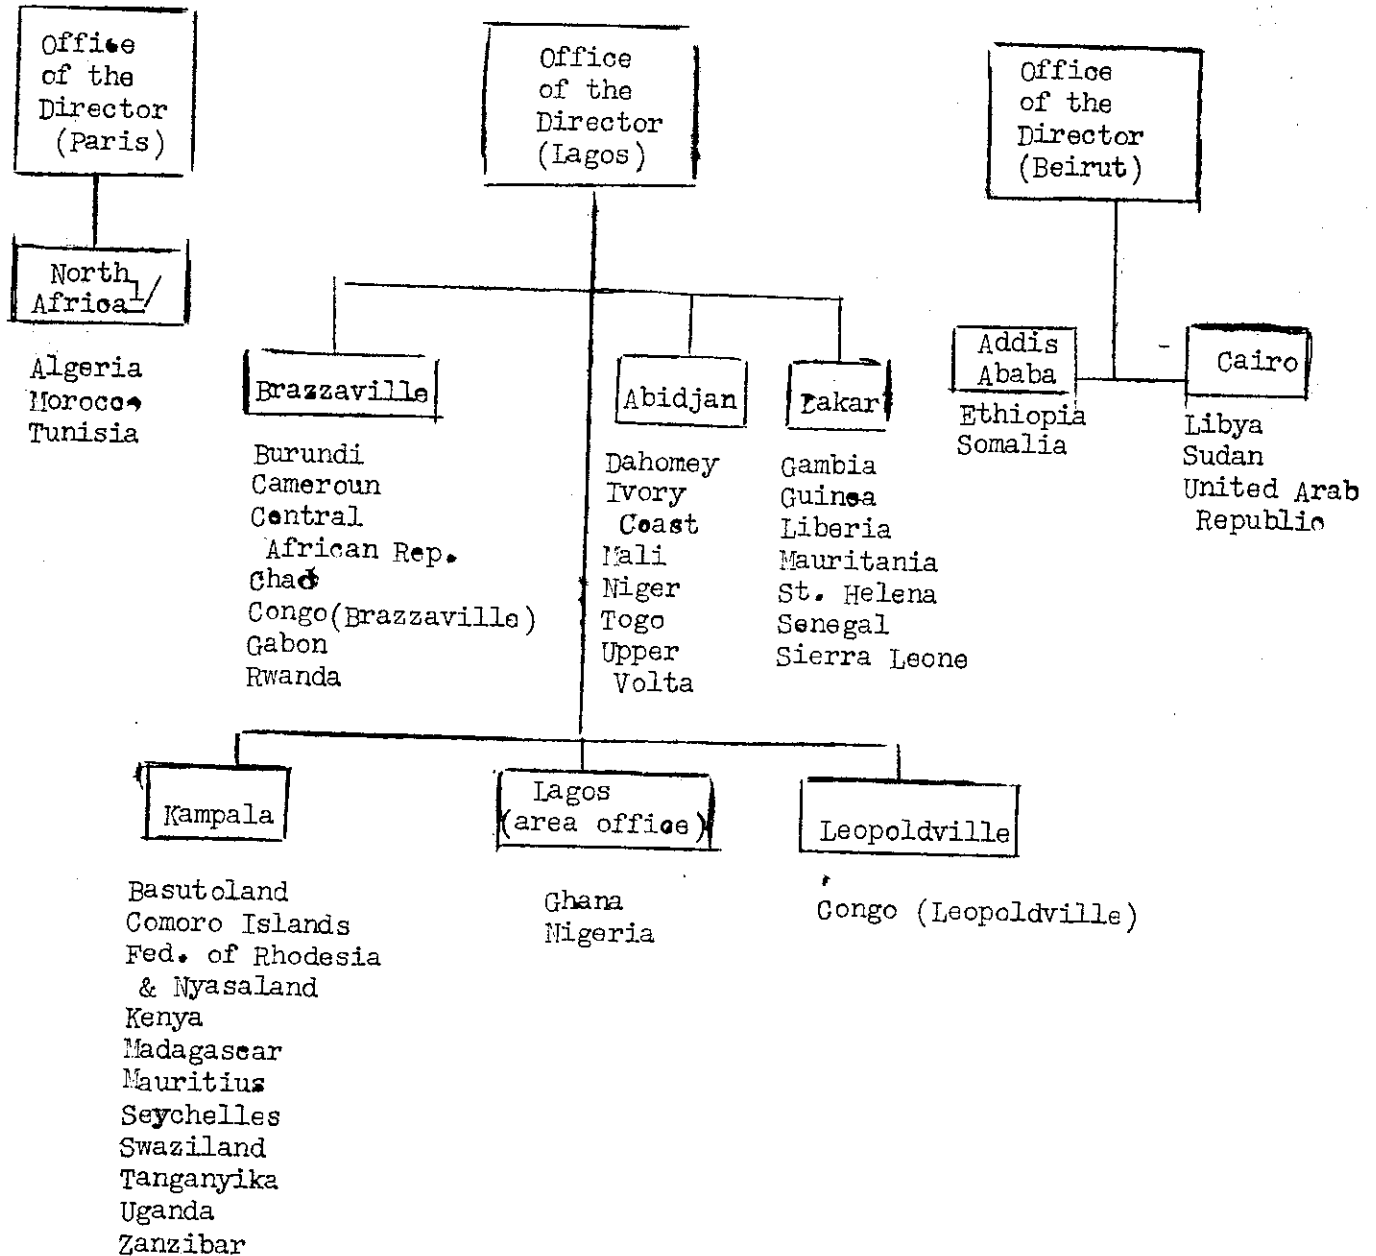 Office
of the
Director
(Paris)
North
Africa 1/
Algeria
Morocco
Tunisia
Office
of the
Director
(Lagos)
Brazzaville
Burundi
Cameroun
Central
African Rep.
Chad
Congo(Brazzaville)
Gabon
Rwanda
Abidjan
Dahomey
Ivory
Coast
Mali
Niger
Togo
Upper
Volta
Dakar
Gambia
Guinea
Liberia
Mauritania
St. Helena
Senegal
Sierra Leone
Kampala
Basutoland
Comoro Islands
Fed. of Rhodesia
& Nyasaland
Kenya
Madagascar
Mauritius
Seychelles
Swaziland
Tanganyika
Uganda
Zanzibar
Lagos
(area office)
Ghana
Nigeria
Leopoldville
Congo (Leopoldville)
Office
of the
Director
(Beirut)
Addis
Ababa
Ethiopia
Somalia
Cairo
Libya
Sudan
United Arab
Republic